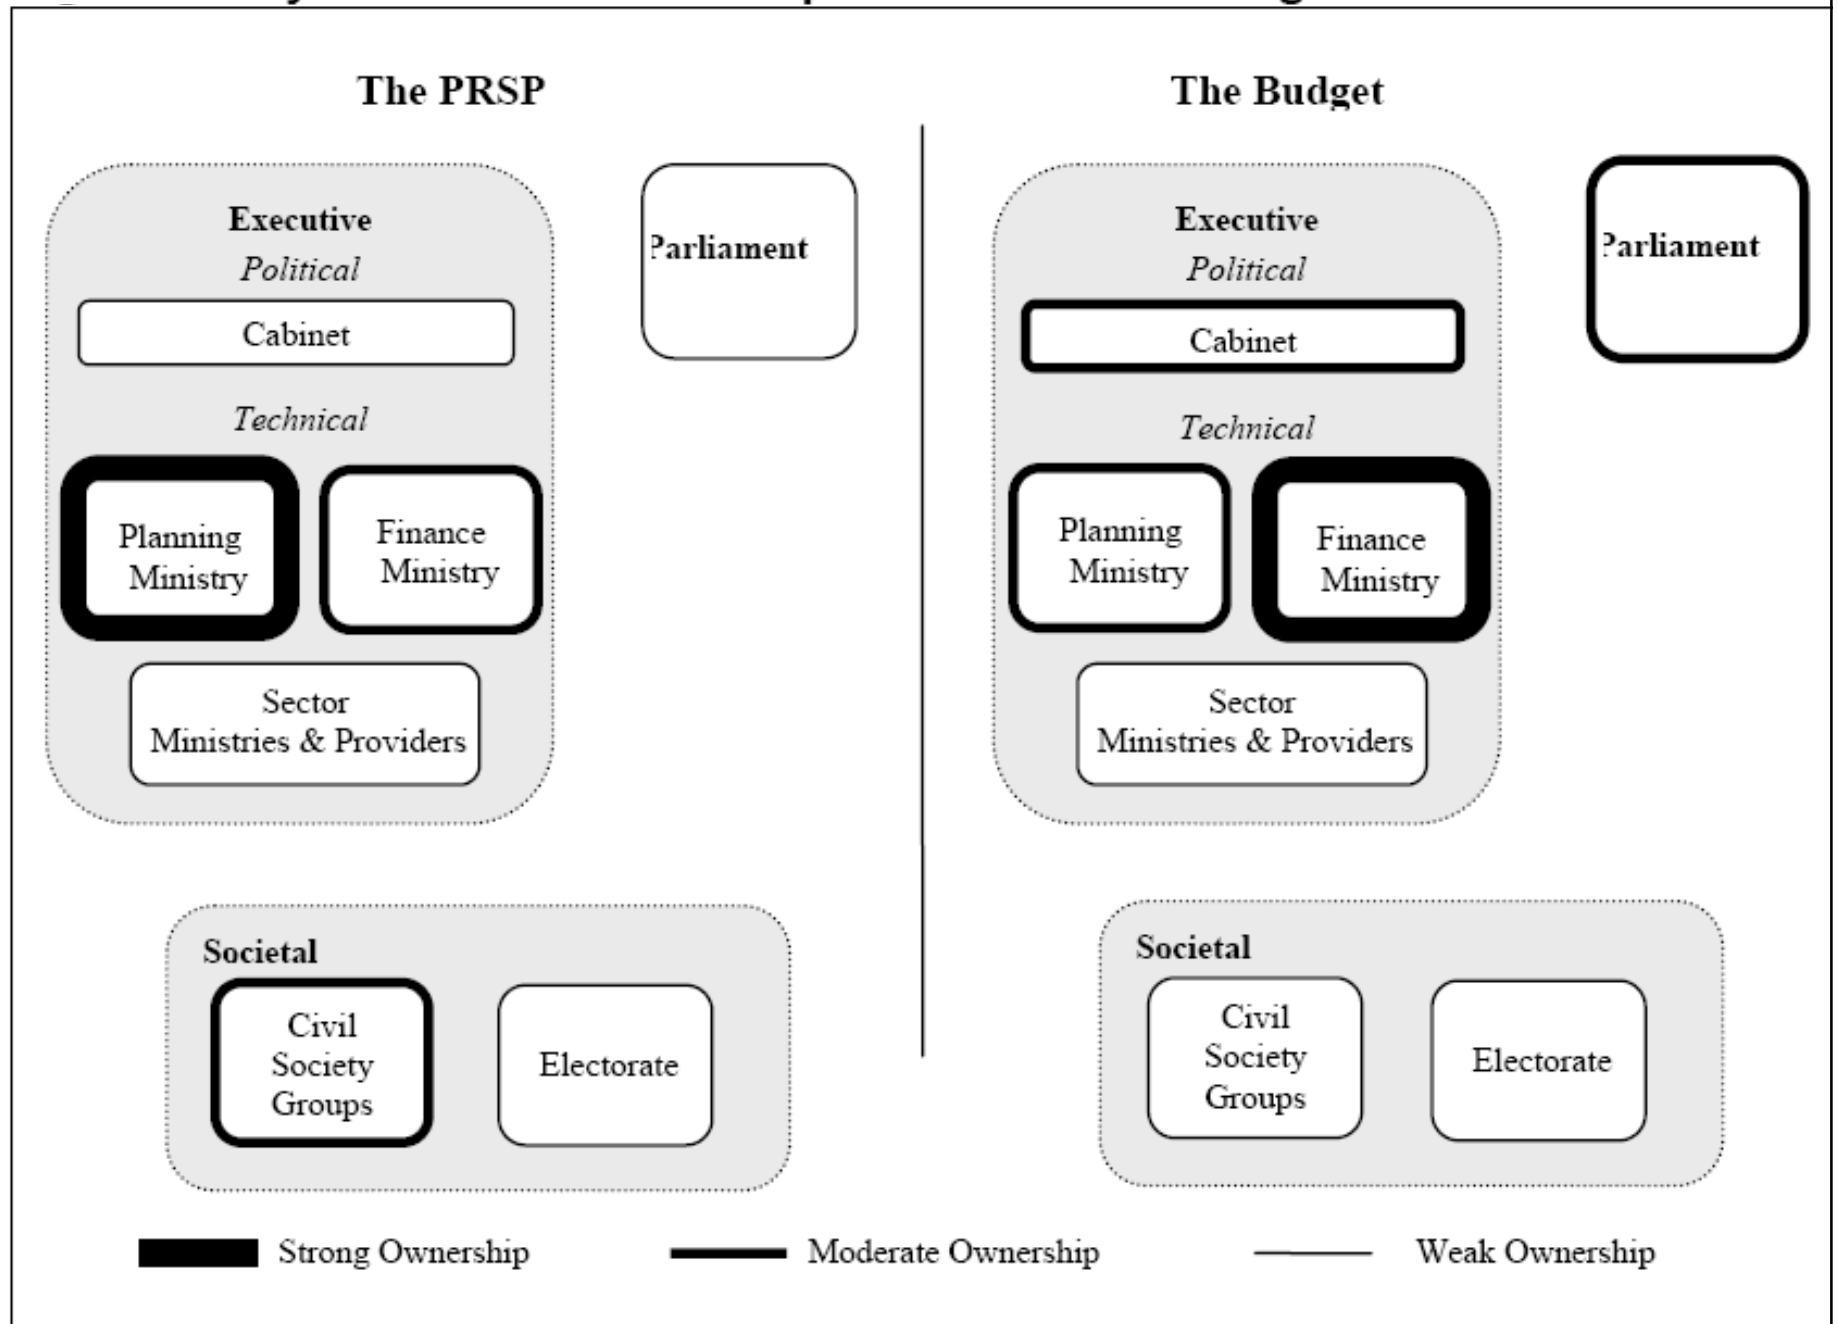 The PRSP
The Budget
Executive
Political
Cabinet
Technical
Planning
Ministry
Finance
Ministry
Sector
Ministries & Providers
Parliament
Societal
Civil
Society
Groups
Electorate
Executive
Political
Cabinet
Technical
Planning
Ministry
Finance
Ministry
Sector
Ministries & Providers
Parliament
Societal
Civil
Society
Groups
Electorate
Strong Ownership
Moderate Ownership
Weak Ownership